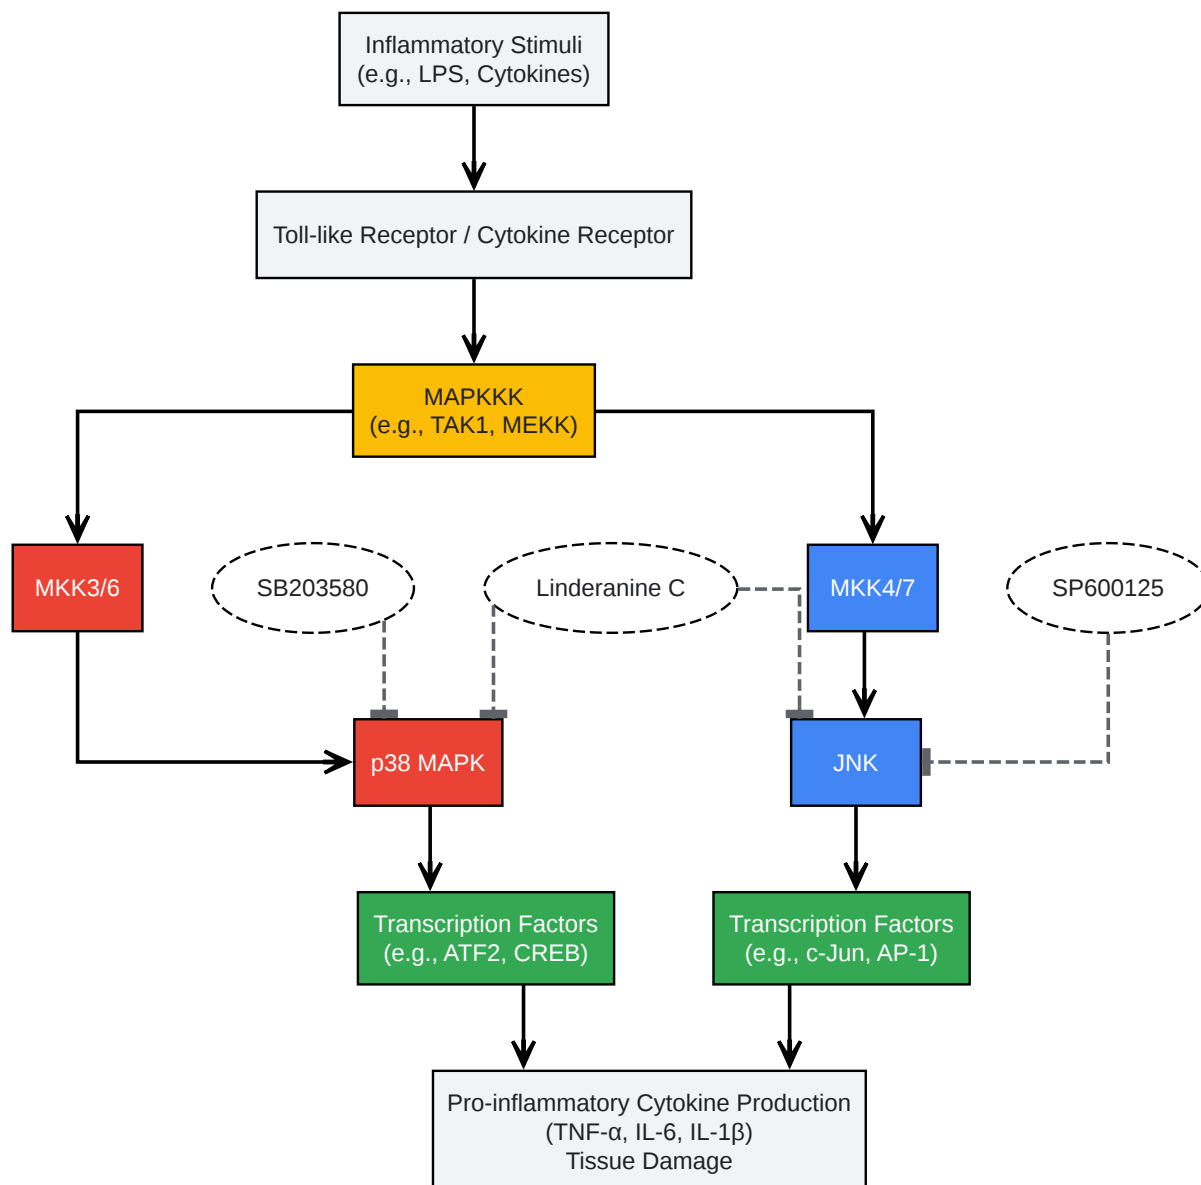 Inflammatory Stimuli
(e.g., LPS, Cytokines)
Toll-like Receptor / Cytokine Receptor
MAPKKK
(e.g., TAK1, MEKK)
MKK3/6
SB203580
Linderanine C
MKK4/7
SP600125
p38 MAPK
JNK
Transcription Factors
(e.g., ATF2, CREB)
Transcription Factors
(e.g., c-Jun, AP-1)
Pro-inflammatory Cytokine Production
(TNF-α, IL-6, IL-1β)
Tissue Damage